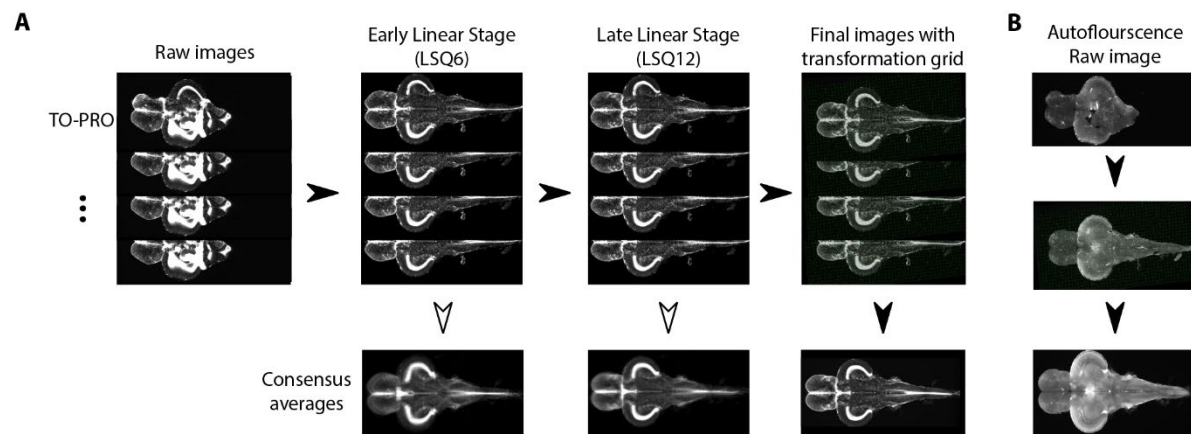 A
Raw images
Early Linear Stage
(LSQ6)
Late Linear Stage
(LSQ12)
Final images with
transformation grid
B
Autoflourscence
Raw image
TO-PRO
Consensus
averages